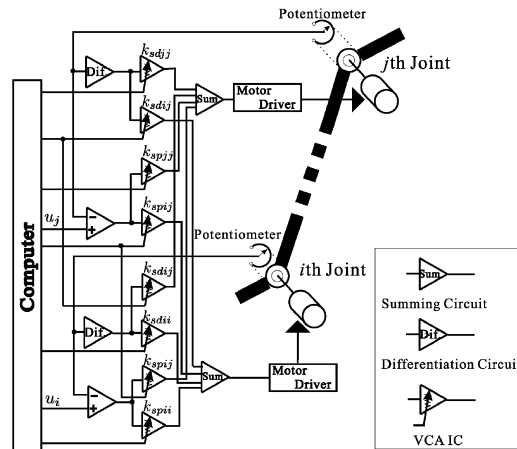 Potentiometer
k_sdjj
Dif
jth Joint
Sum
Motor
Driver
k_sdij
k_spjj
u_j
k_spij
Potentiometer
Computer
ith Joint
k_sdij
Sum
Summing Circuit
k_sdii
Dif
Dif
Differentiation Circui
k_spij
Sum
Motor
Driver
u_i
k_spii
VCA IC